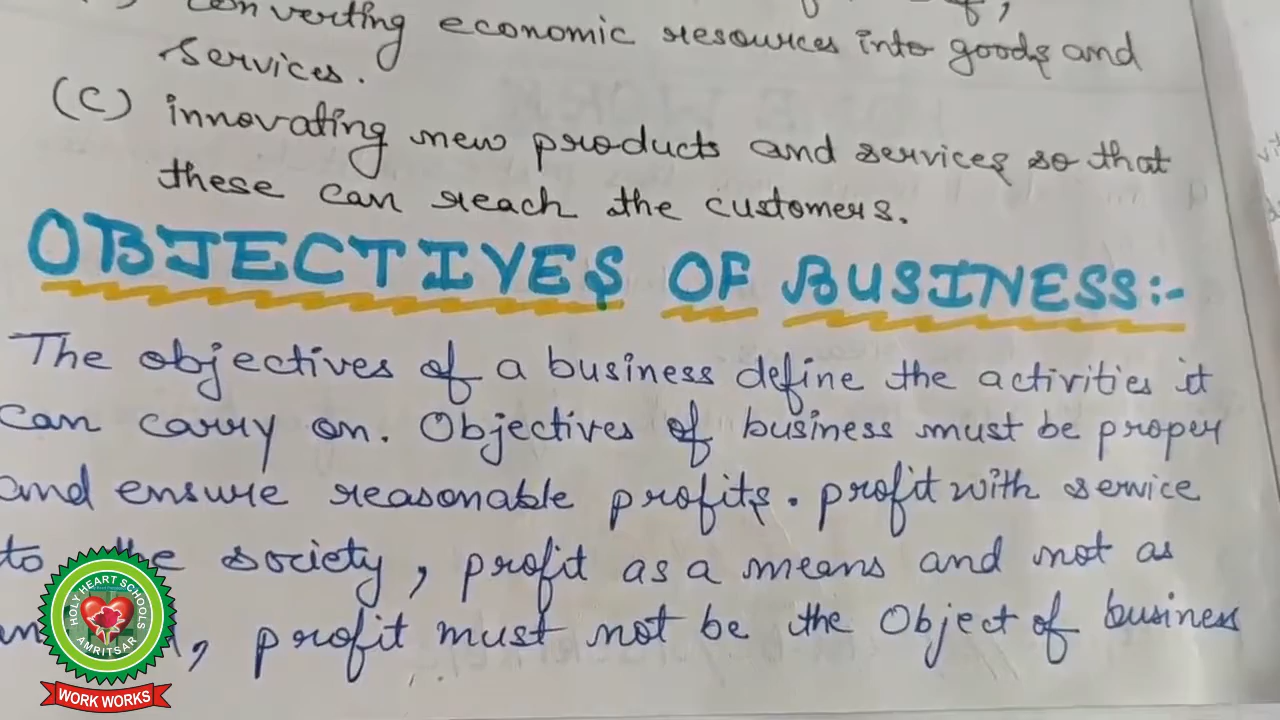 converting economic resources into goods and
services.
(C) innovating new products and services so that
these can reach the customers.
OBJECTIVES OF BUSINESS:-
The objectives of a business define the activities it
can carry on. Objectives of business must be proper
and ensure reasonable profits. profit with service
to the society, profit as a means and not as
profit must not be the Object of business
HOLY HEART SCHOOLS
AMRITSAR
WORK WORKS